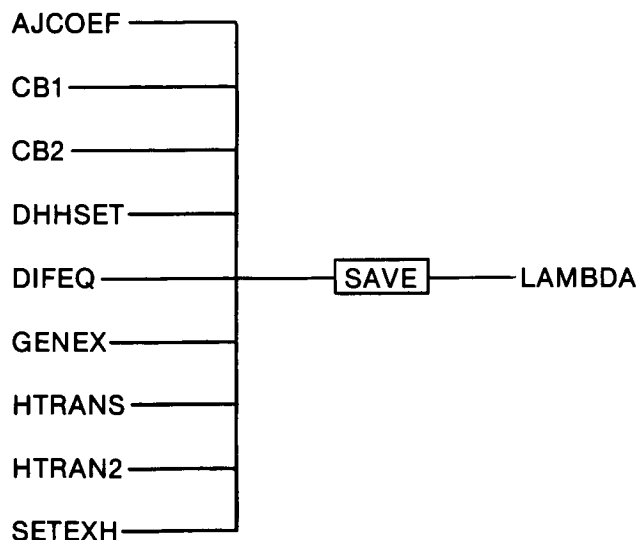 AJCOEF
CB1
CB2
DHHSET
DIFEQ SAVE LAMBDA
GENEX
HTRANS
HTRAN2
SETEXH